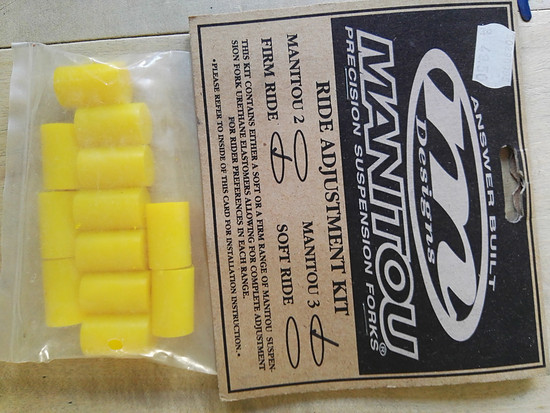 ANSWER BUILT
m
Designs
MANITOU®
PRECISION SUSPENSION FORKS
RIDE ADJUSTMENT KIT
MANITOU 2 MANITOU 3
FIRM RIDE SOFT RIDE
THIS KIT CONTAINS EITHER A SOFT OR A FIRM RANGE OF MANITOU SUSPEN-
SION FORK URETHANE ELASTOMERS ALLOWING FOR COMPLETE ADJUSTMENT
FOR RIDER PREFERENCES IN EACH RANGE.
•PLEASE REFER TO INSIDE OF THIS CARD FOR INSTALLATION INSTRUCTION.•